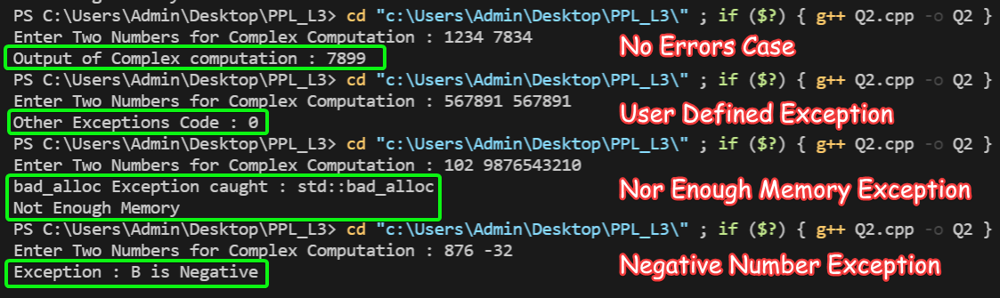 PS C:\Users\Admin\Desktop\PPL_L3> cd "c:\Users\Admin\Desktop\PPL_L3\" ; if ($?) { g++ Q2.cpp -o Q2 }
Enter Two Numbers for Complex Computation : 1234 7834
No Errors Case
Output of Complex computation : 7899
PS C:\Users\Admin\Desktop\PPL_L3> cd "c:\Users\Admin\Desktop\PPL_L3\" ; if ($?) { g++ Q2.cpp -o Q2 }
Enter Two Numbers for Complex Computation : 567891 567891
User Defined Exception
Other Exceptions Code : 0
PS C:\Users\Admin\Desktop\PPL_L3> cd "c:\Users\Admin\Desktop\PPL_L3\" ; if ($?) { g++ Q2.cpp -o Q2 }
Enter Two Numbers for Complex Computation : 102 9876543210
bad_alloc Exception caught : std::bad_alloc
Nor Enough Memory Exception
Not Enough Memory
PS C:\Users\Admin\Desktop\PPL_L3> cd "c:\Users\Admin\Desktop\PPL_L3\" ; if ($?) { g++ Q2.cpp -o Q2 }
Enter Two Numbers for Complex Computation : 876 -32
Negative Number Exception
Exception : B is Negative